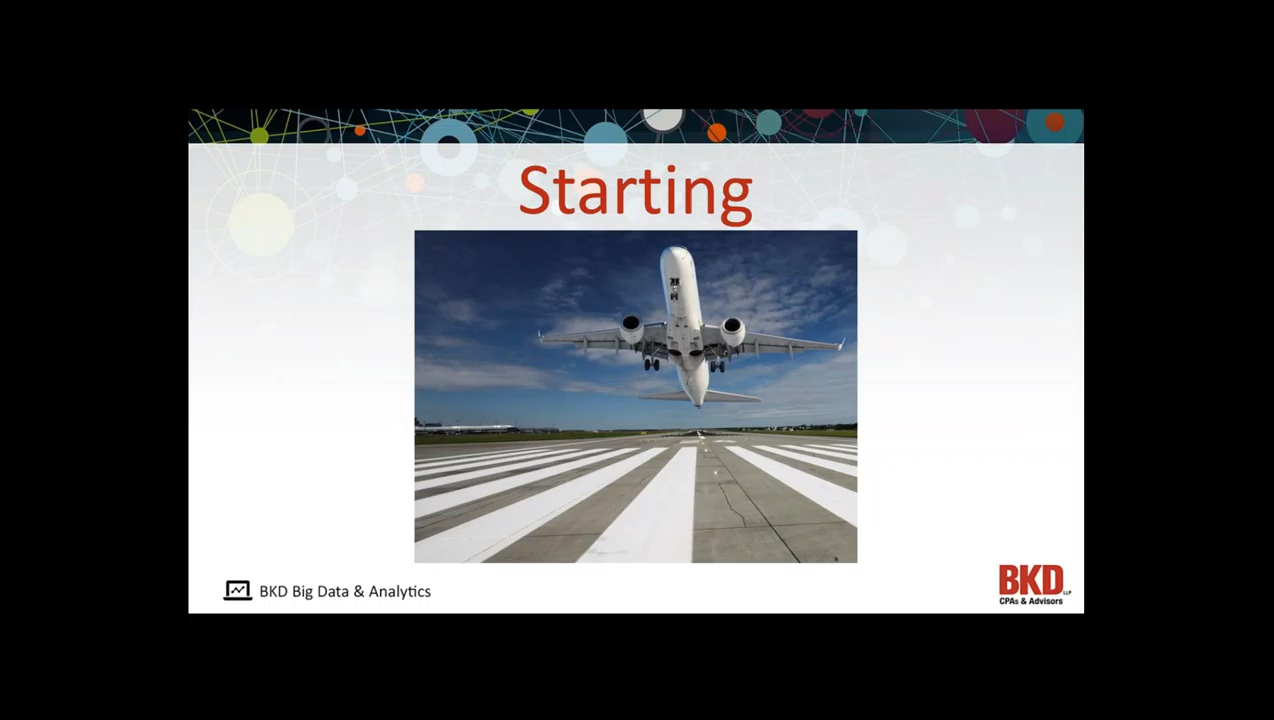 Starting
BKD Big Data & Analytics
BKD LLP
CPAs & Advisors